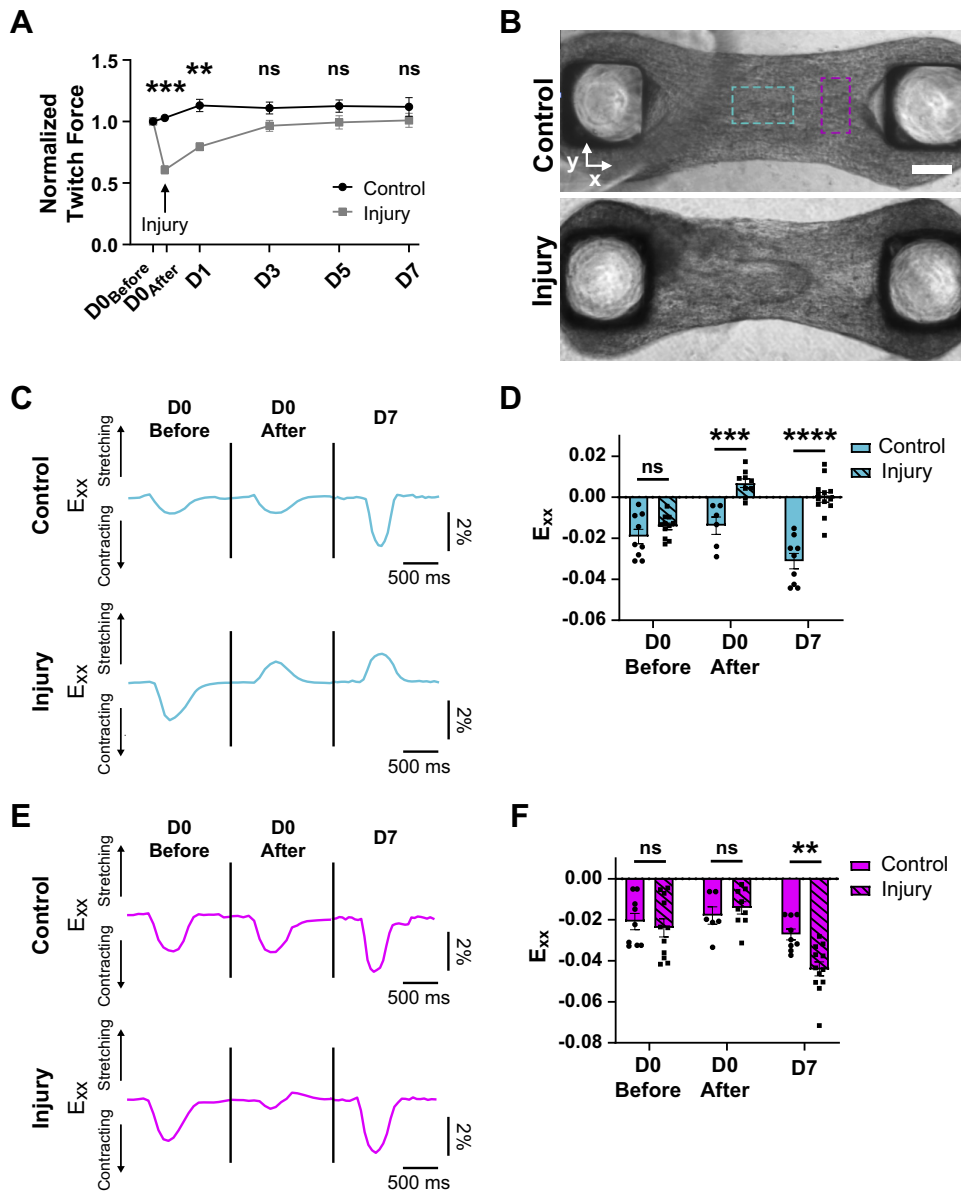 A
Normalized
Twitch Force
1.5
1.0
0.5
0.0
***
**
ns
ns
ns
Injury
Control
Injury
D0Before
D0After
D1
D3
D5
D7
B
Control
y
x
Injury
C
D0
Before
D0
After
D7
Control
Exx
Stretching
Contracting
2%
500 ms
Injury
Exx
Stretching
Contracting
2%
500 ms
D
Exx
0.02
0.00
-0.02
-0.04
-0.06
ns
***
****
Control
Injury
D0
Before
D0
After
D7
E
D0
Before
D0
After
D7
Control
Exx
Stretching
Contracting
2%
500 ms
Injury
Exx
Stretching
Contracting
2%
500 ms
F
Exx
0.00
-0.02
-0.04
-0.06
-0.08
ns
ns
**
Control
Injury
D0
Before
D0
After
D7